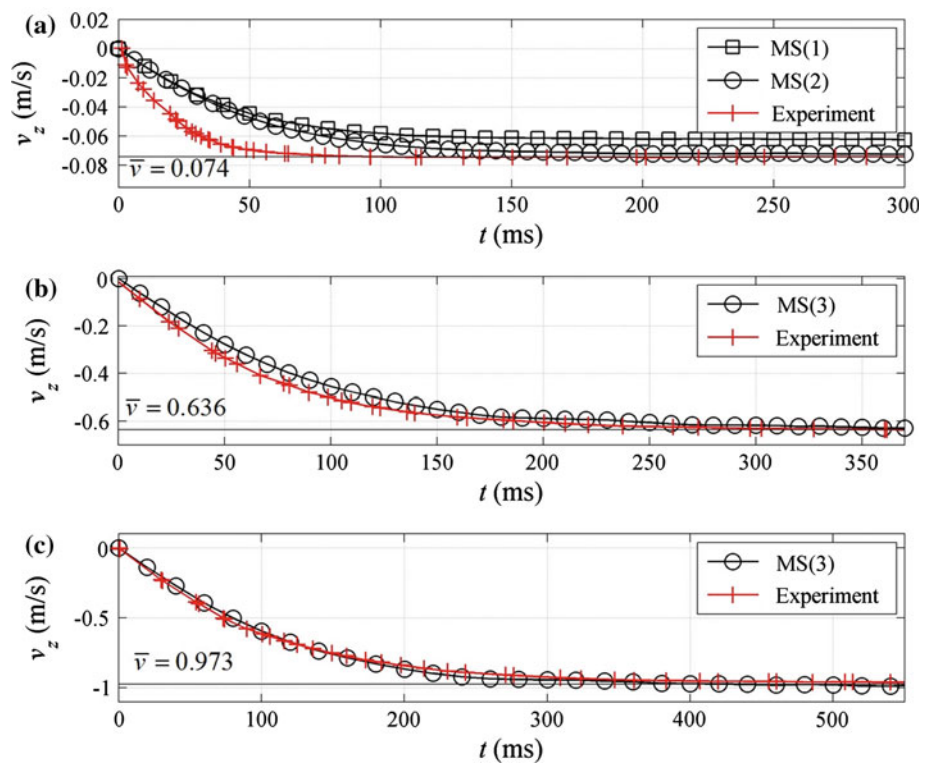 (a)
0.02
0
-0.02
-0.04
-0.06
-0.08
v_z (m/s)
MS(1)
MS(2)
Experiment
v̄ = 0.074
0 50 100 150 200 250 300
t (ms)
(b)
0
-0.2
-0.4
-0.6
v_z (m/s)
MS(3)
Experiment
v̄ = 0.636
0 50 100 150 200 250 300 350
t (ms)
(c)
0
-0.5
-1
v_z (m/s)
MS(3)
Experiment
v̄ = 0.973
0 100 200 300 400 500
t (ms)